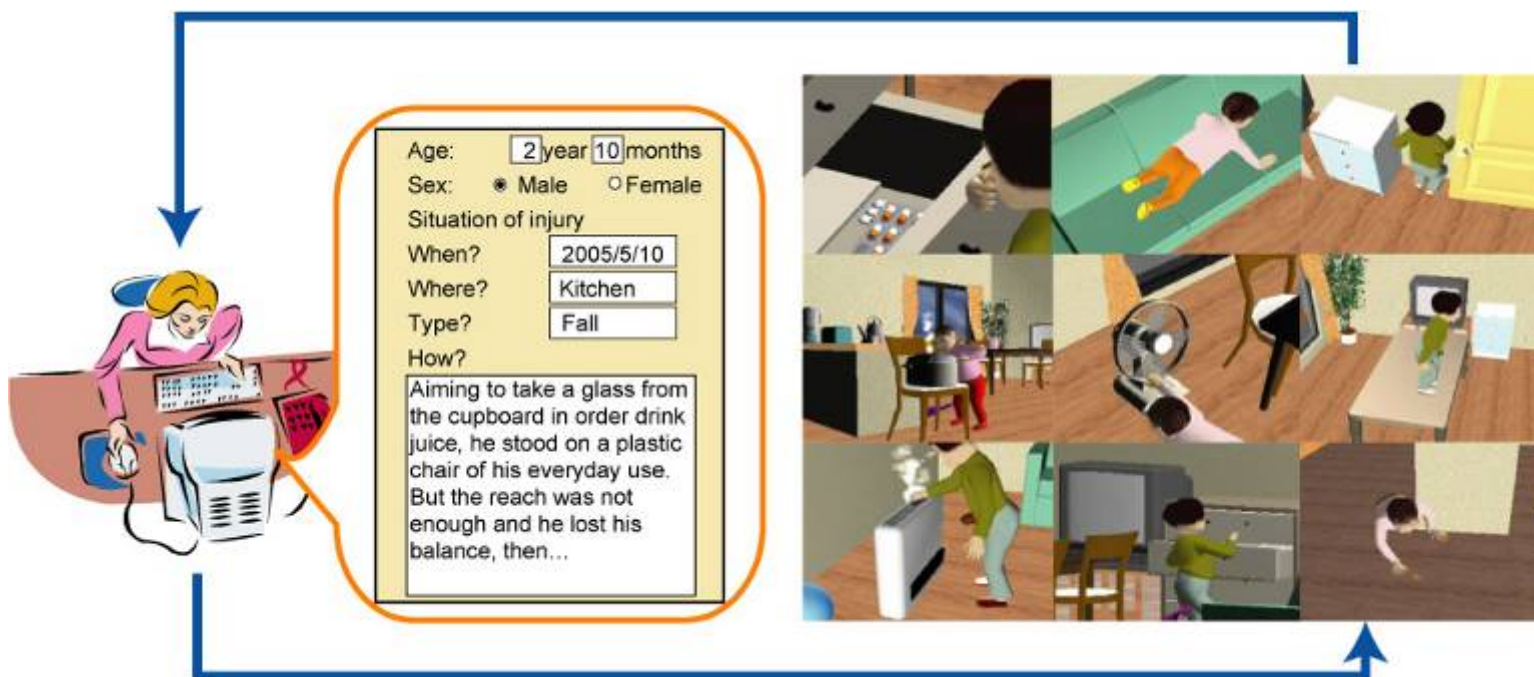 Age: 2 year 10 months
Sex: Male Female
Situation of injury
When? 2005/5/10
Where? Kitchen
Type? Fall
How?
Aiming to take a glass from
the cupboard in order drink
juice, he stood on a plastic
chair of his everyday use.
But the reach was not
enough and he lost his
balance, then…